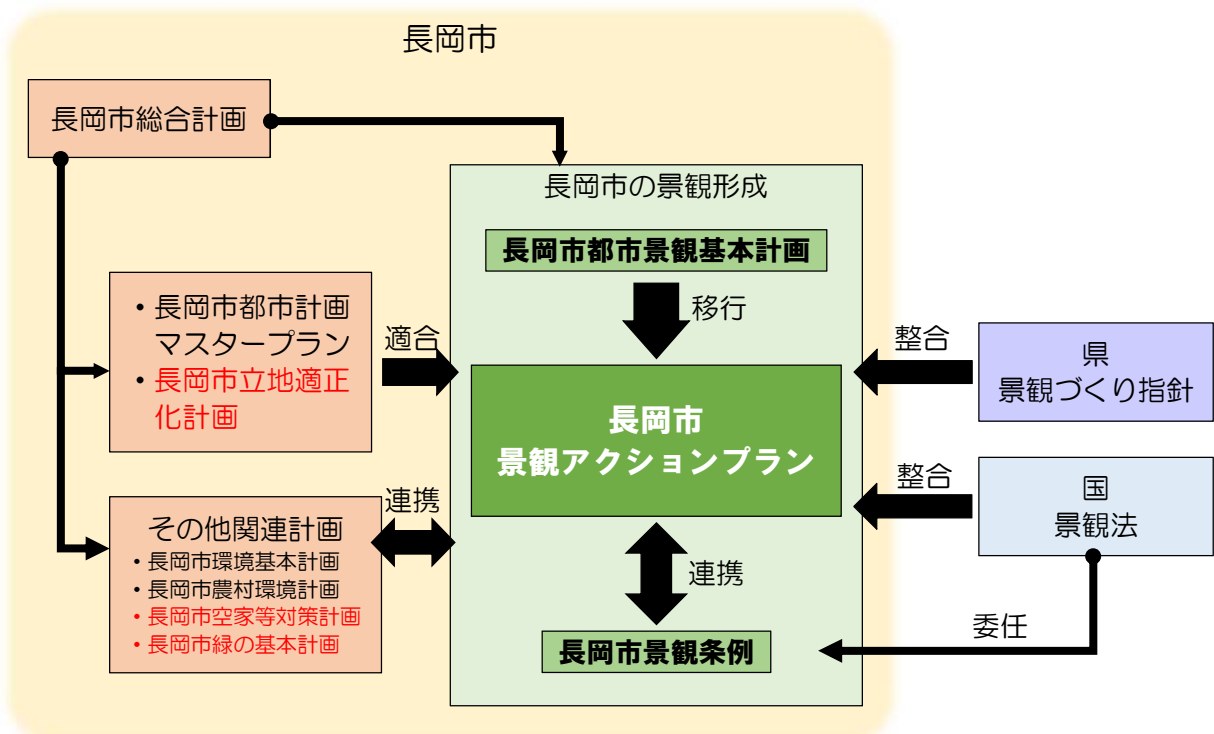 長岡市
長岡市総合計画
長岡市の景観形成
長岡市都市景観基本計画
移行
・長岡市都市計画
マスタープラン
・長岡市立地適正
化計画
適合
長岡市
景観アクションプラン
整合
県
景観づくり指針
整合
国
景観法
その他関連計画
・長岡市環境基本計画
・長岡市農村環境計画
・長岡市空家等対策計画
・長岡市緑の基本計画
連携
連携
長岡市景観条例
委任